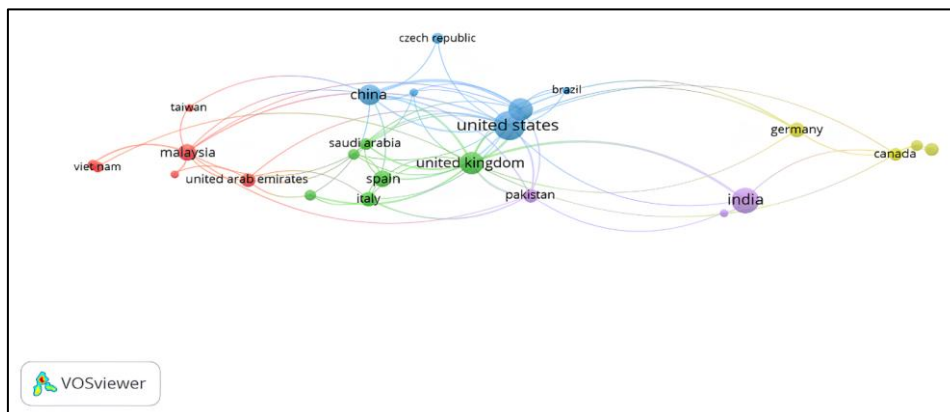 czech republic
brazil
china
taiwan
united states
germany
saudi arabia
malaysia
canada
viet nam
united kingdom
united arab emirates
spain
pakistan
italy
india
VOSviewer